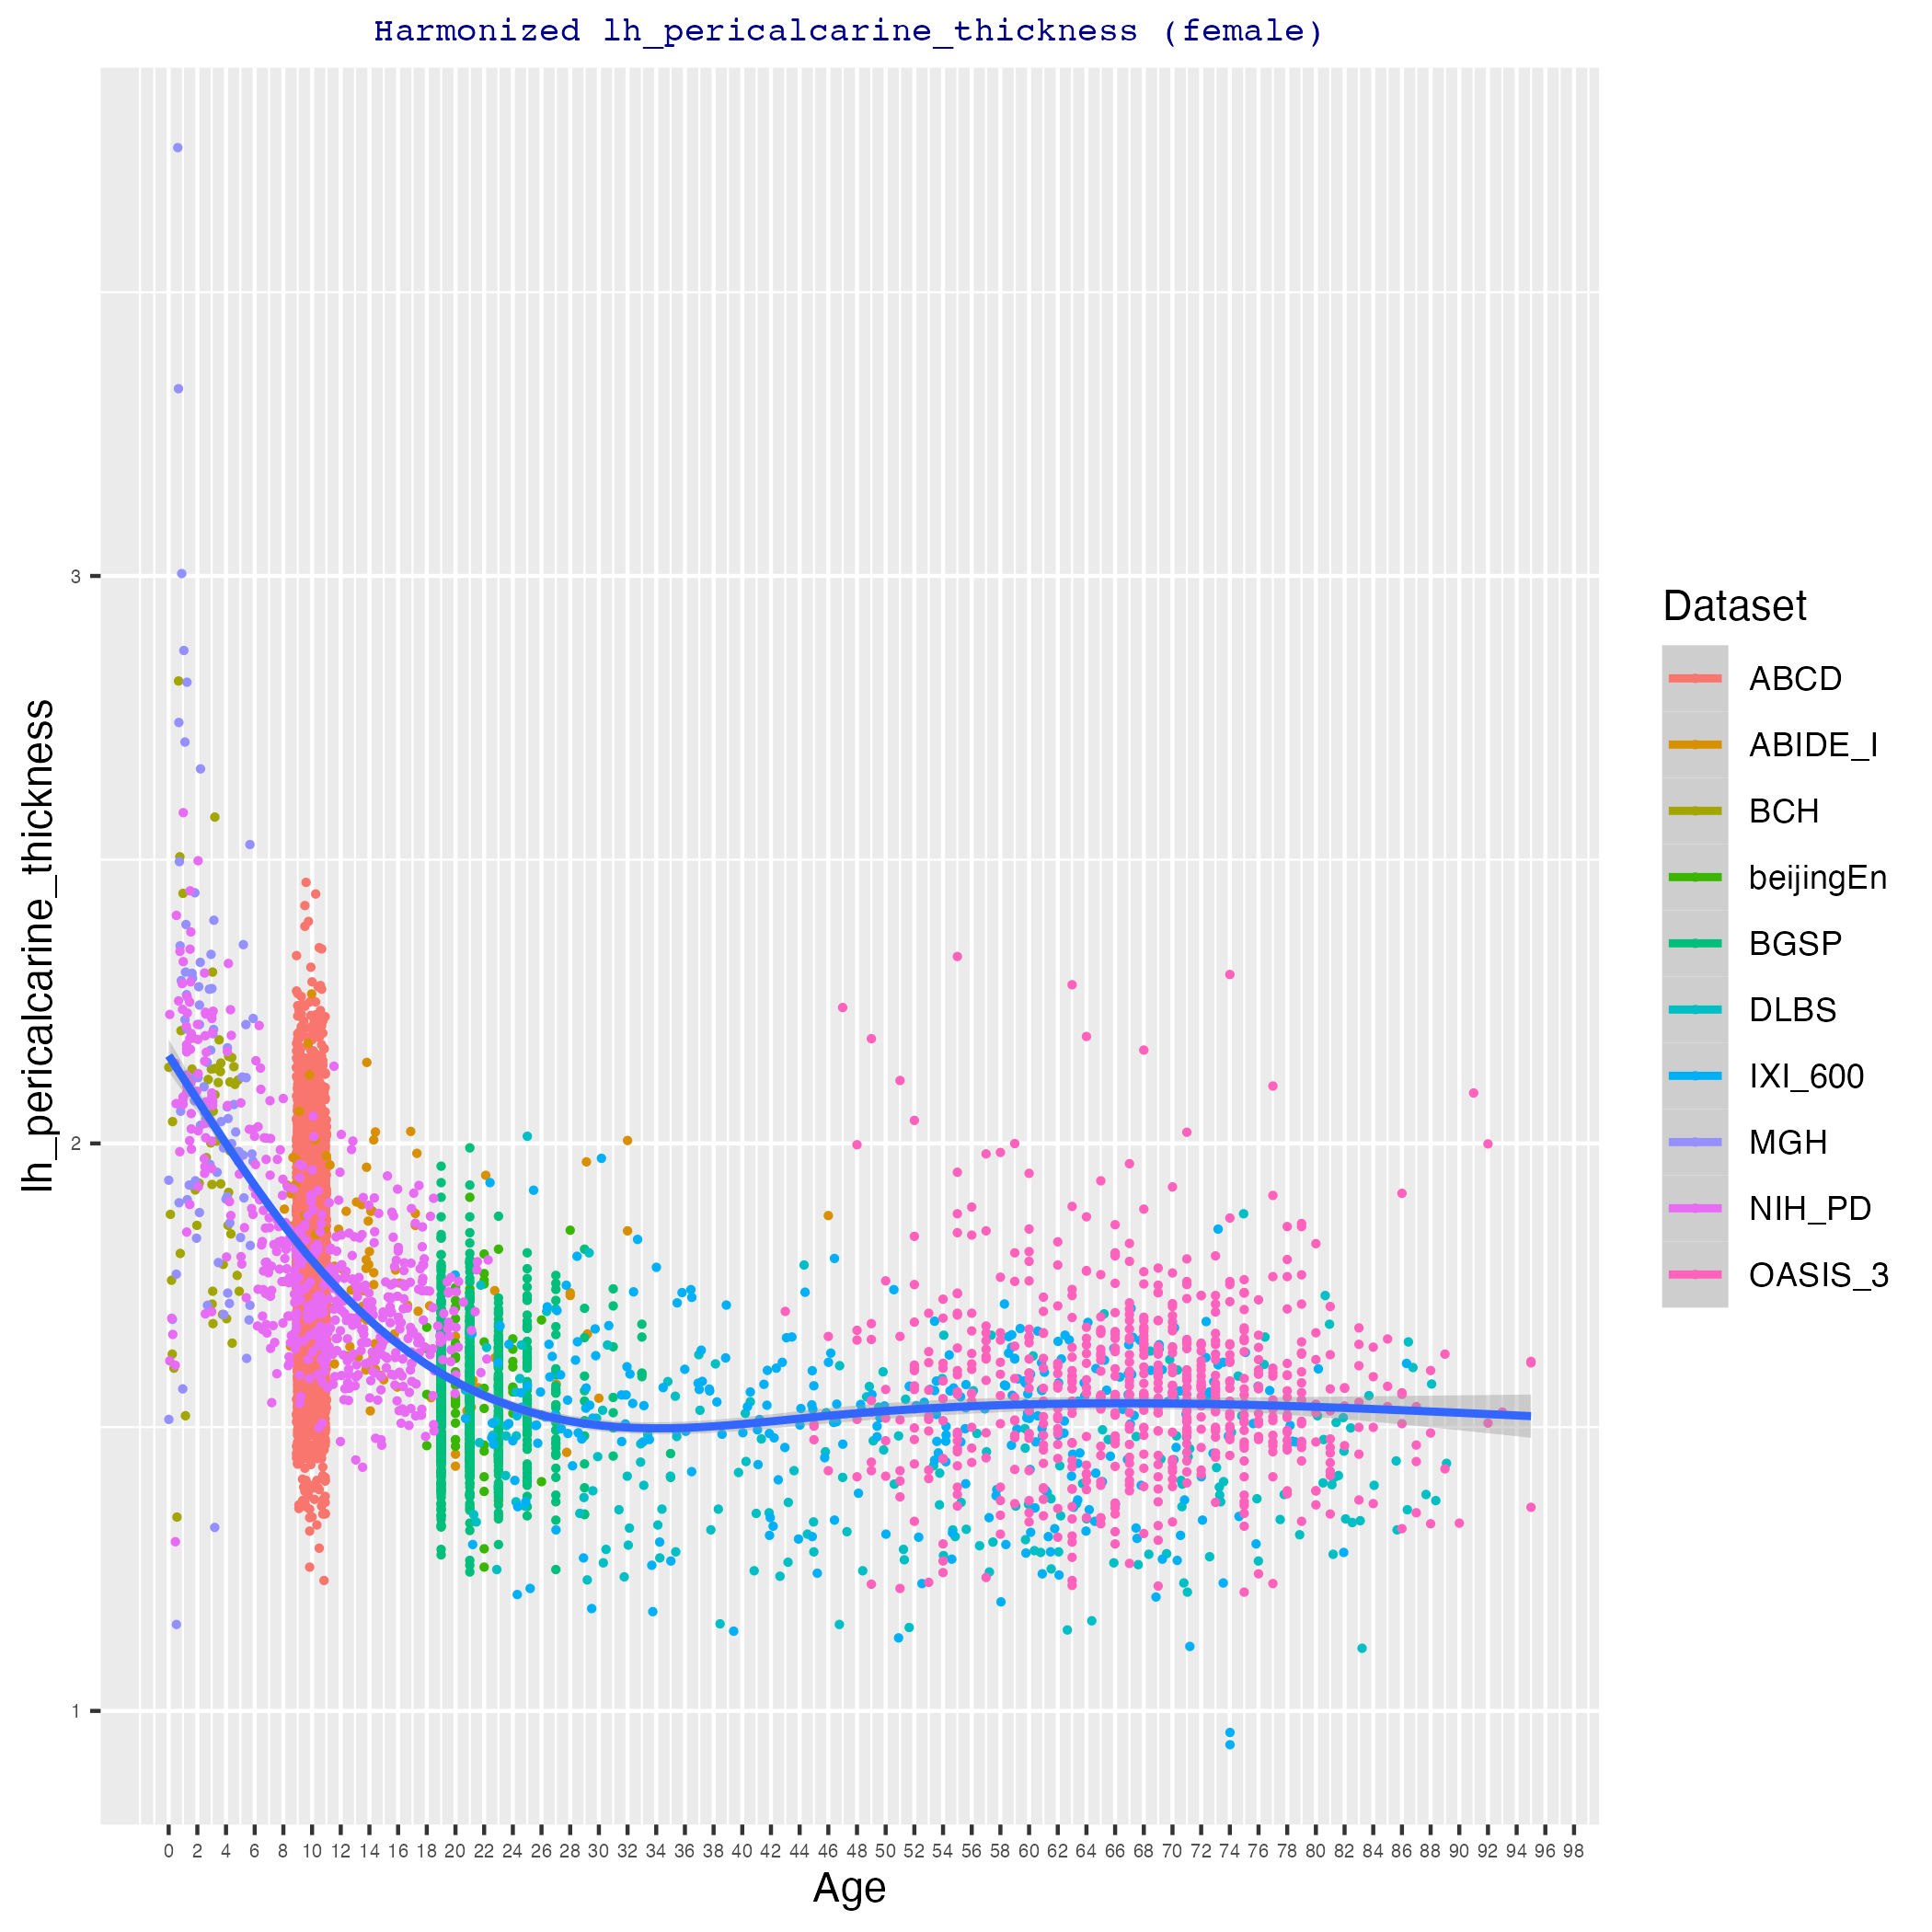 Harmonized lh_pericalcarine_thickness (female)
lh_pericalcarine_thickness
3
2
1
0 2 4 6 8 10 12 14 16 18 20 22 24 26 28 30 32 34 36 38 40 42 44 46 48 50 52 54 56 58 60 62 64 66 68 70 72 74 76 78 80 82 84 86 88 90 92 94 96 98
Age
Dataset
ABCD
ABIDE_I
BCH
beijingEn
BGSP
DLBS
IXI_600
MGH
NIH_PD
OASIS_3